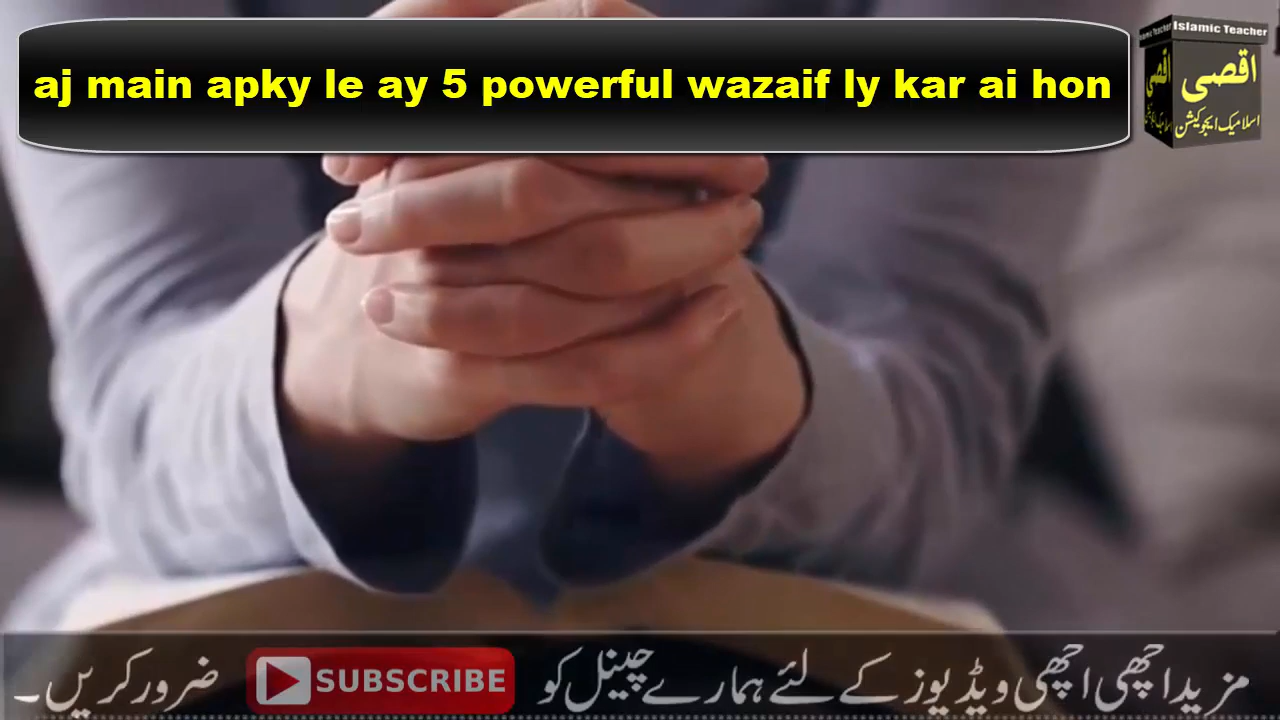 aj main apky le ay 5 powerful wazaif ly kar ai hon
Islamic Teacher
اقصی
اسلامیک ایجوکیشن
مزید اچھی اچھی ویڈیوز کے لئے ہمارے چینل کو SUBSCRIBE ضرور کریں۔